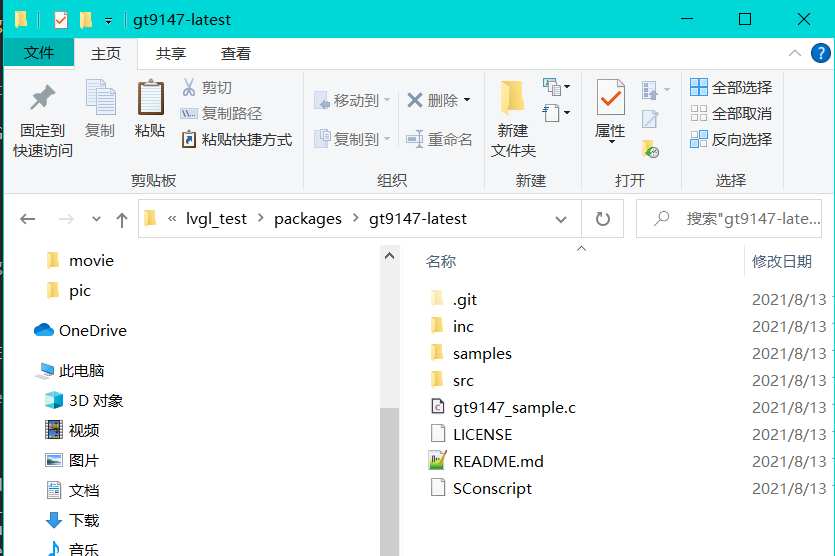 gt9147-latest
文件
主页
共享
查看
固定到
快速访问
复制
粘贴
剪切
复制路径
粘贴快捷方式
剪贴板
移动到
复制到
删除
重命名
组织
新建
文件夹
新建
属性
打开
全部选择
全部取消
反向选择
选择
« lvgl_test > packages > gt9147-latest
搜索"gt9147-late...
movie
pic
OneDrive
此电脑
3D 对象
视频
图片
文档
下载
音乐
名称 修改日期
.git 2021/8/13
inc 2021/8/13
samples 2021/8/13
src 2021/8/13
gt9147_sample.c 2021/8/13
LICENSE 2021/8/13
README.md 2021/8/13
SConscript 2021/8/13